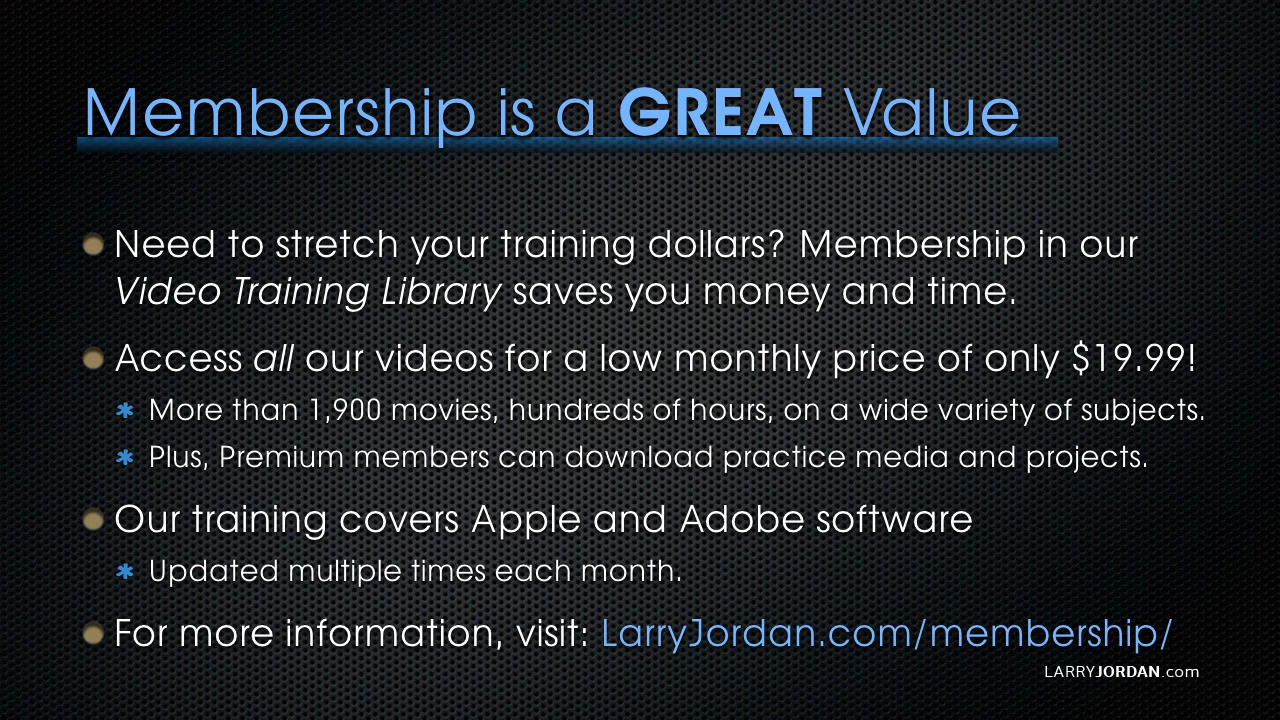 Membership is a GREAT Value
Need to stretch your training dollars? Membership in our
Video Training Library saves you money and time.
Access all our videos for a low monthly price of only $19.99!
More than 1,900 movies, hundreds of hours, on a wide variety of subjects.
Plus, Premium members can download practice media and projects.
Our training covers Apple and Adobe software
Updated multiple times each month.
For more information, visit: LarryJordan.com/membership/
LARRYJORDAN.com